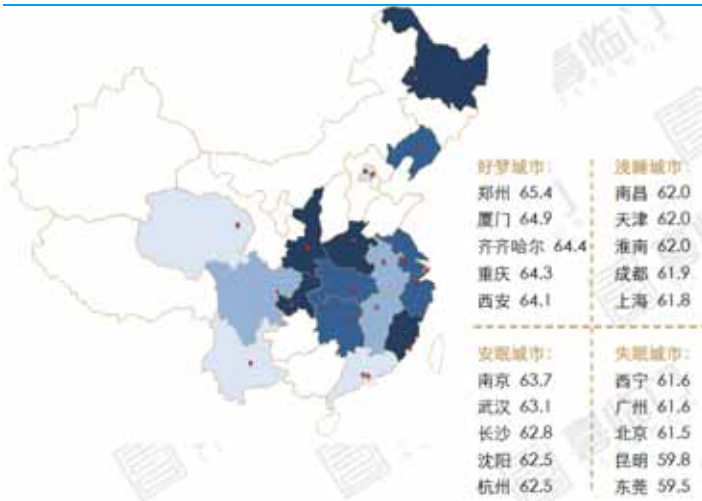 好梦城市：
郑州 65.4
厦门 64.9
齐齐哈尔 64.4
重庆 64.3
西安 64.1
浅睡城市：
南昌 62.0
天津 62.0
淮南 62.0
成都 61.9
上海 61.8
安眠城市：
南京 63.7
武汉 63.1
长沙 62.8
沈阳 62.5
杭州 62.5
失眠城市：
西宁 61.6
广州 61.6
北京 61.5
昆明 59.8
东莞 59.5
喜临门